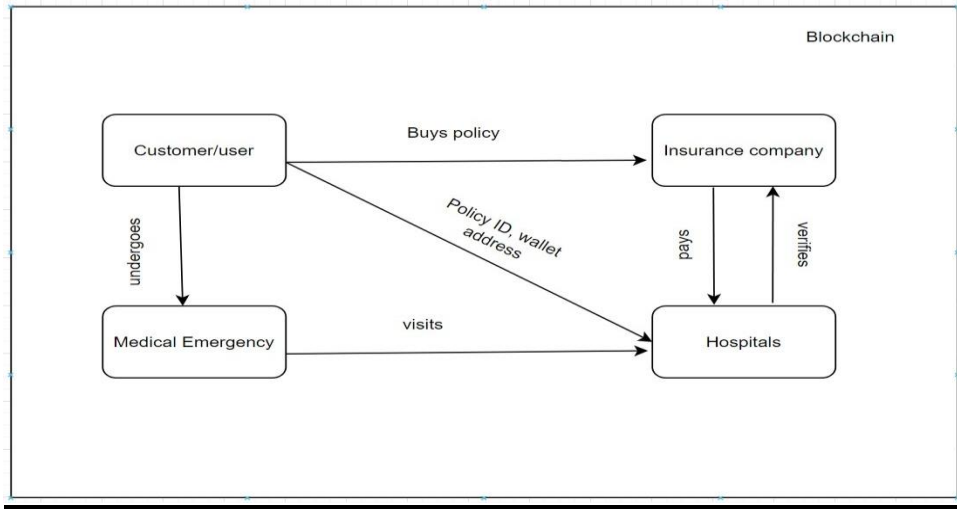 Blockchain
Customer/user
Buys policy
Insurance company
Policy ID, wallet
address
undergoes
pays
verifies
Medical Emergency
visits
Hospitals